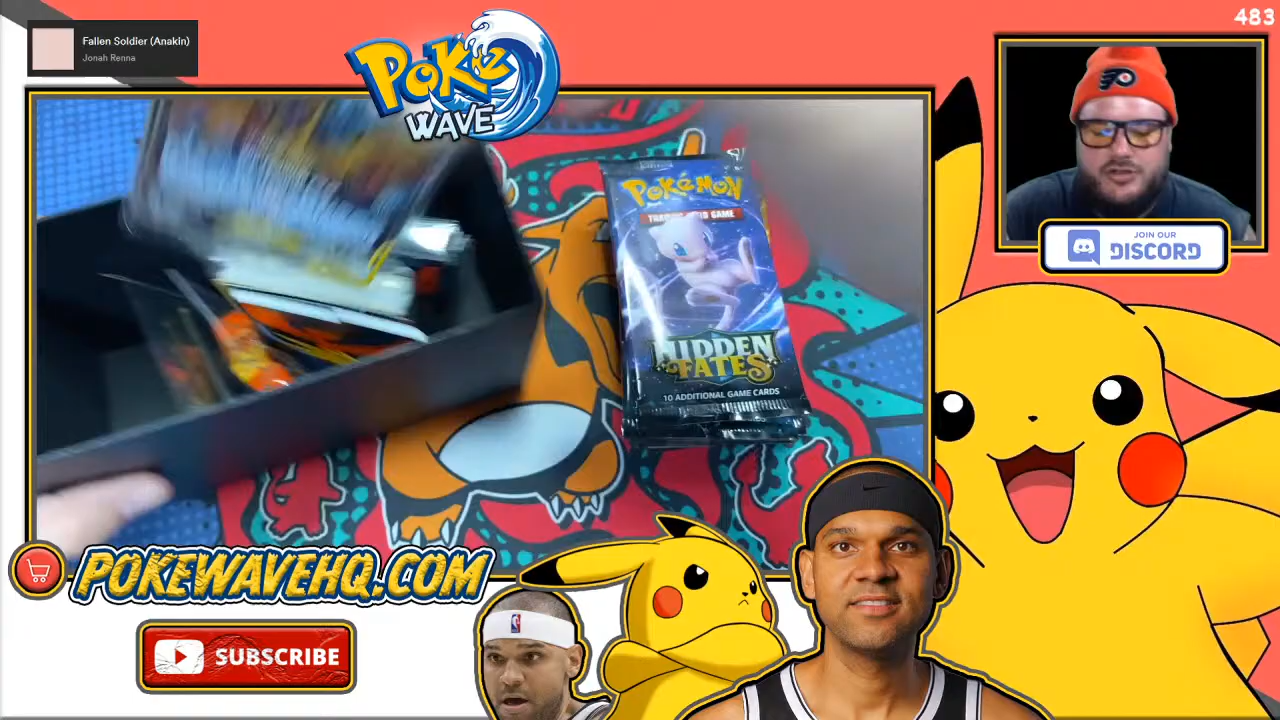 483
Fallen Soldier (Anakin)
Jonah Renna
POKE
WAVE
POKéMON
TRADING CARD GAME
HIDDEN
FATES
10 ADDITIONAL GAME CARDS
JOIN OUR
DISCORD
POKEWAVEHQ.COM
SUBSCRIBE